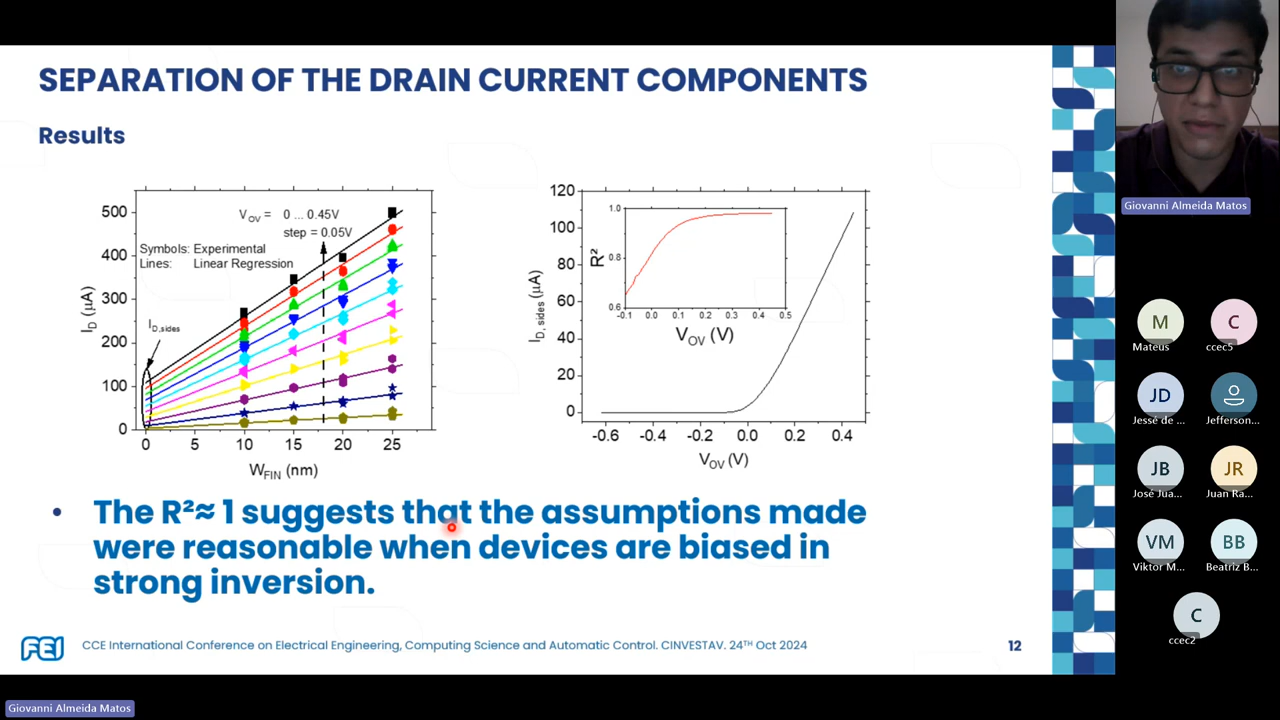 SEPARATION OF THE DRAIN CURRENT COMPONENTS
Results
V_OV = 0 ... 0.45V
step = 0.05V
Symbols: Experimental
Lines: Linear Regression
I_D,sides
I_D (μA)
500
400
300
200
100
0
0 5 10 15 20 25
W_FIN (nm)
I_D, sides (μA)
120
100
80
60
40
20
0
-0.6 -0.4 -0.2 0.0 0.2 0.4
V_OV (V)
R²
1.0
0.8
0.6
-0.1 0.0 0.1 0.2 0.3 0.4 0.5
V_OV (V)
• The R²≈ 1 suggests that the assumptions made
were reasonable when devices are biased in
strong inversion.
FEI
CCE International Conference on Electrical Engineering, Computing Science and Automatic Control. CINVESTAV. 24TH Oct 2024
12
Giovanni Almeida Matos
M
Mateus
C
ccec5
JD
Jessé de ...
Jefferson...
JB
José Jua...
JR
Juan Ra...
VM
Viktor M...
BB
Beatriz B...
C
ccec2
Giovanni Almeida Matos